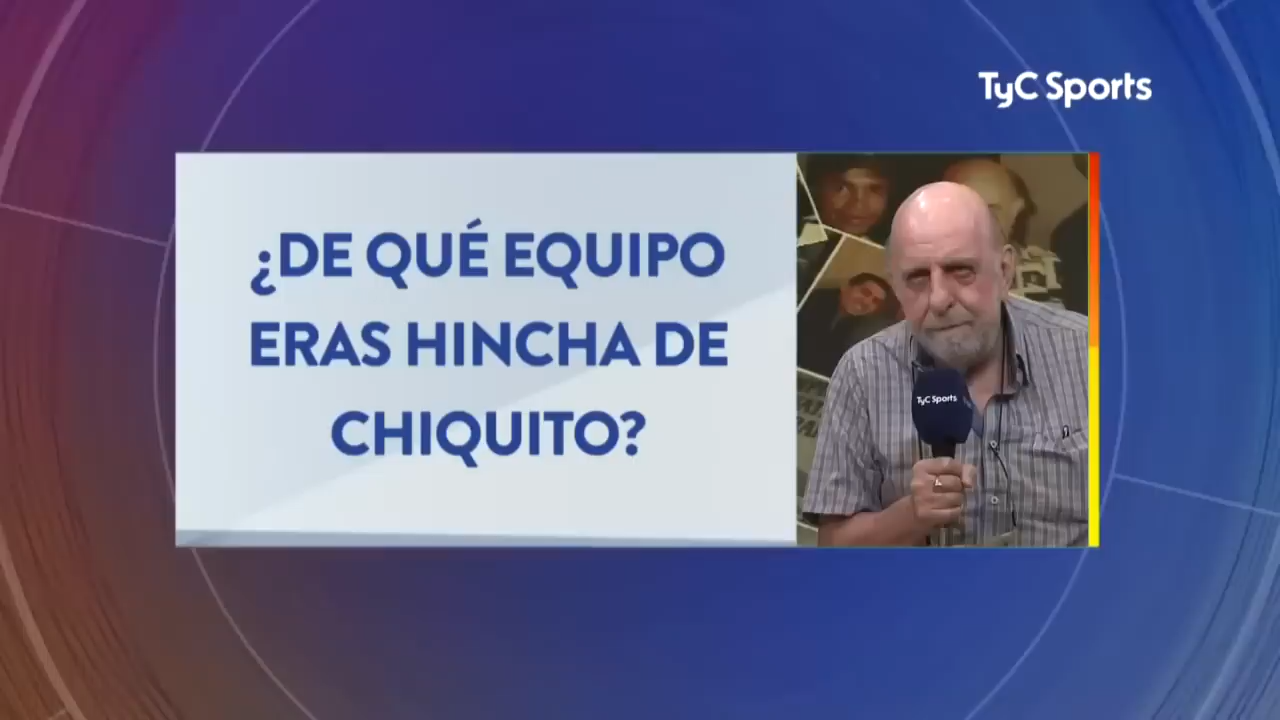 TyC Sports
¿DE QUÉ EQUIPO
ERAS HINCHA DE
CHIQUITO?
TyC Sports